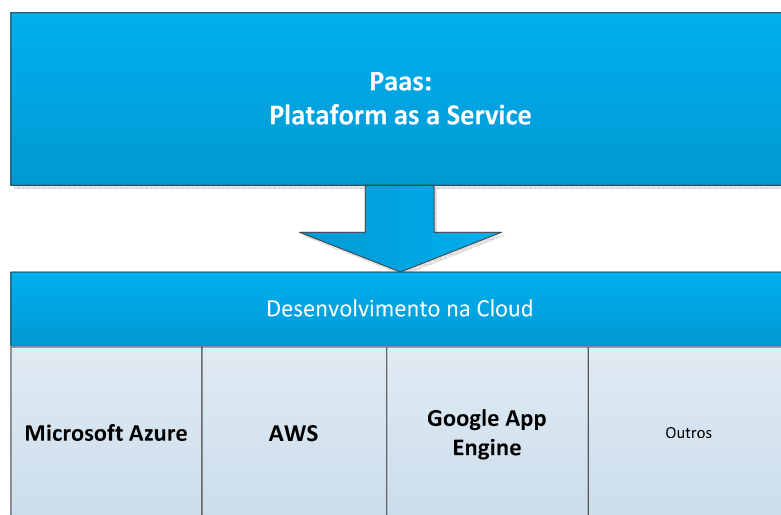 Paas:
Plataform as a Service
Desenvolvimento na Cloud
Microsoft Azure
AWS
Google App
Engine
Outros